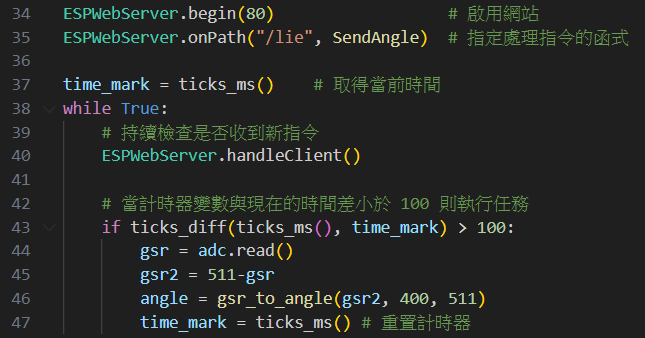 34 ESPWebServer.begin(80) # 啟用網站
35 ESPWebServer.onPath("/lie", SendAngle) # 指定處理指令的函式
36
37 time_mark = ticks_ms() # 取得當前時間
38 while True:
39 # 持續檢查是否收到新指令
40 ESPWebServer.handleClient()
41
42 # 當計時器變數與現在的時間差小於 100 則執行任務
43 if ticks_diff(ticks_ms(), time_mark) > 100:
44 gsr = adc.read()
45 gsr2 = 511-gsr
46 angle = gsr_to_angle(gsr2, 400, 511)
47 time_mark = ticks_ms() # 重置計時器